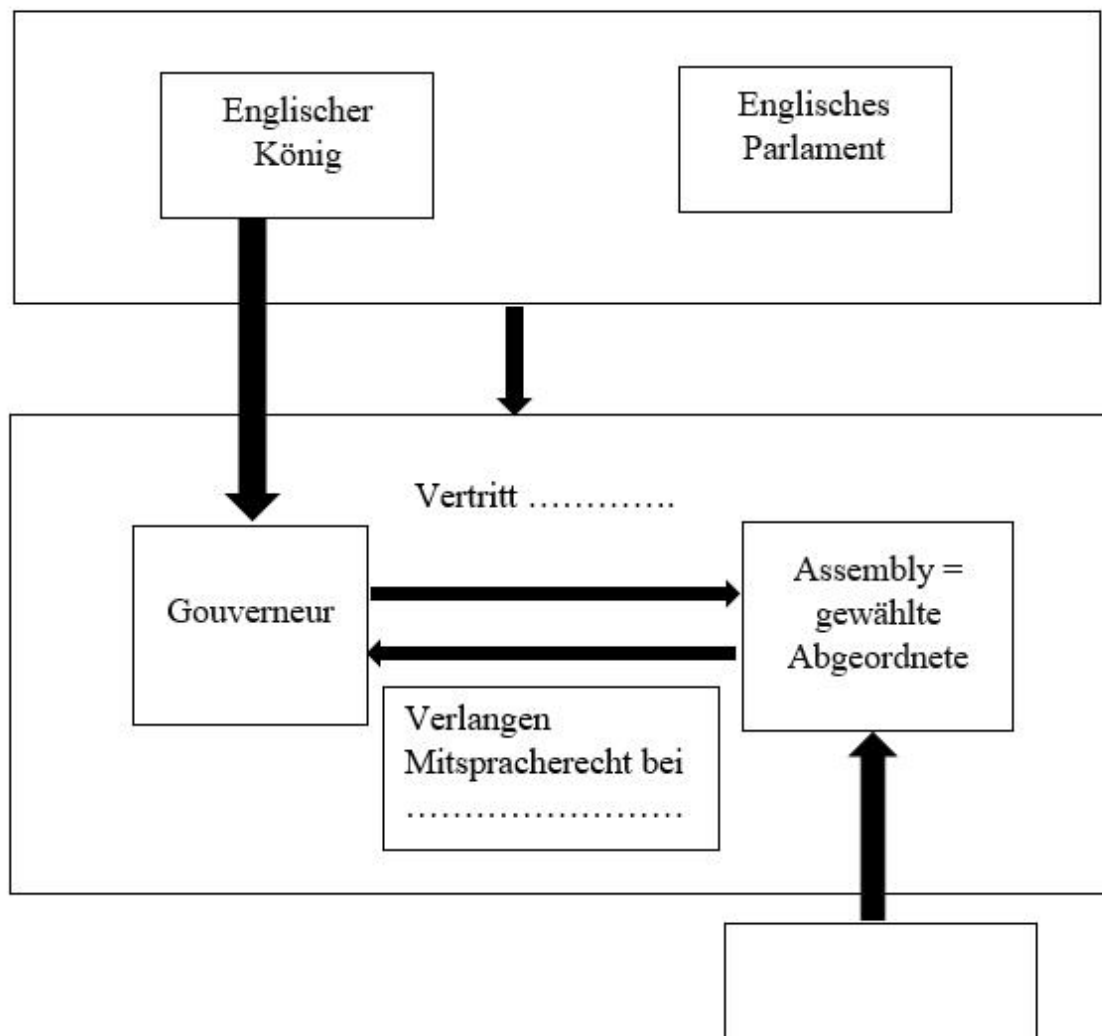 Englischer
König
Englisches
Parlament
Vertritt ………….
Gouverneur
Assembly =
gewählte
Abgeordnete
Verlangen
Mitspracherecht bei
……………………